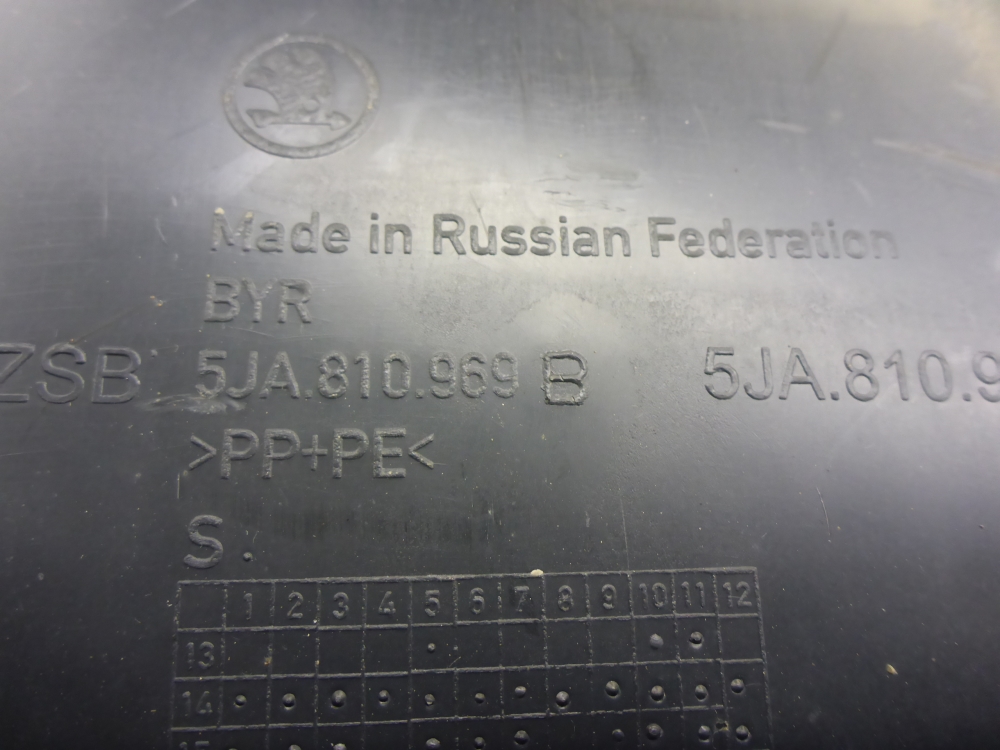 Made in Russian Federation
BYR
ZSB 5JA.810.969 B 5JA.810.9
>PP+PE<
S.
1 2 3 4 5 6 7 8 9 10 11 12
13
14
15